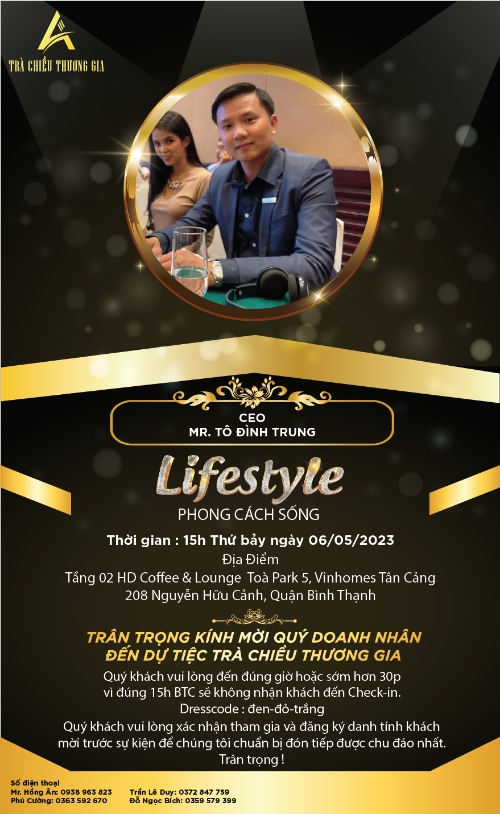 TRÀ CHIỀU THƯƠNG GIA
CEO
MR. TÔ ĐÌNH TRUNG
Lifestyle
PHONG CÁCH SỐNG
Thời gian : 15h Thứ bảy ngày 06/05/2023
Địa Điểm
Tầng 02 HD Coffee & Lounge Toà Park 5, Vinhomes Tân Cảng
208 Nguyễn Hữu Cảnh, Quận Bình Thạnh
TRÂN TRỌNG KÍNH MỜI QUÝ DOANH NHÂN
ĐẾN DỰ TIỆC TRÀ CHIỀU THƯƠNG GIA
Quý khách vui lòng đến đúng giờ hoặc sớm hơn 30p
vì đúng 15h BTC sẽ không nhận khách đến Check-in.
Dresscode : đen-đỏ-trắng
Quý khách vui lòng xác nhận tham gia và đăng ký danh tính khách
mời trước sự kiện để chúng tôi chuẩn bị đón tiếp được chu đáo nhất.
Trân trọng !
Số điện thoại
Mr. Hồng Ân: 0938 963 823 Trần Lê Duy: 0372 847 759
Phú Cường: 0363 592 670 Đỗ Ngọc Bích: 0359 579 399